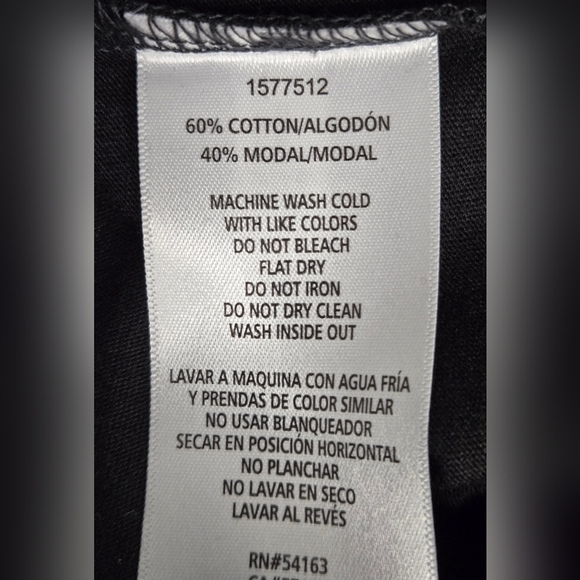 1577512
60% COTTON/ALGODÓN
40% MODAL/MODAL
MACHINE WASH COLD
WITH LIKE COLORS
DO NOT BLEACH
FLAT DRY
DO NOT IRON
DO NOT DRY CLEAN
WASH INSIDE OUT
LAVAR A MAQUINA CON AGUA FRÍA
Y PRENDAS DE COLOR SIMILAR
NO USAR BLANQUEADOR
SECAR EN POSICIÓN HORIZONTAL
NO PLANCHAR
NO LAVAR EN SECO
LAVAR AL REVÉS
RN#54163